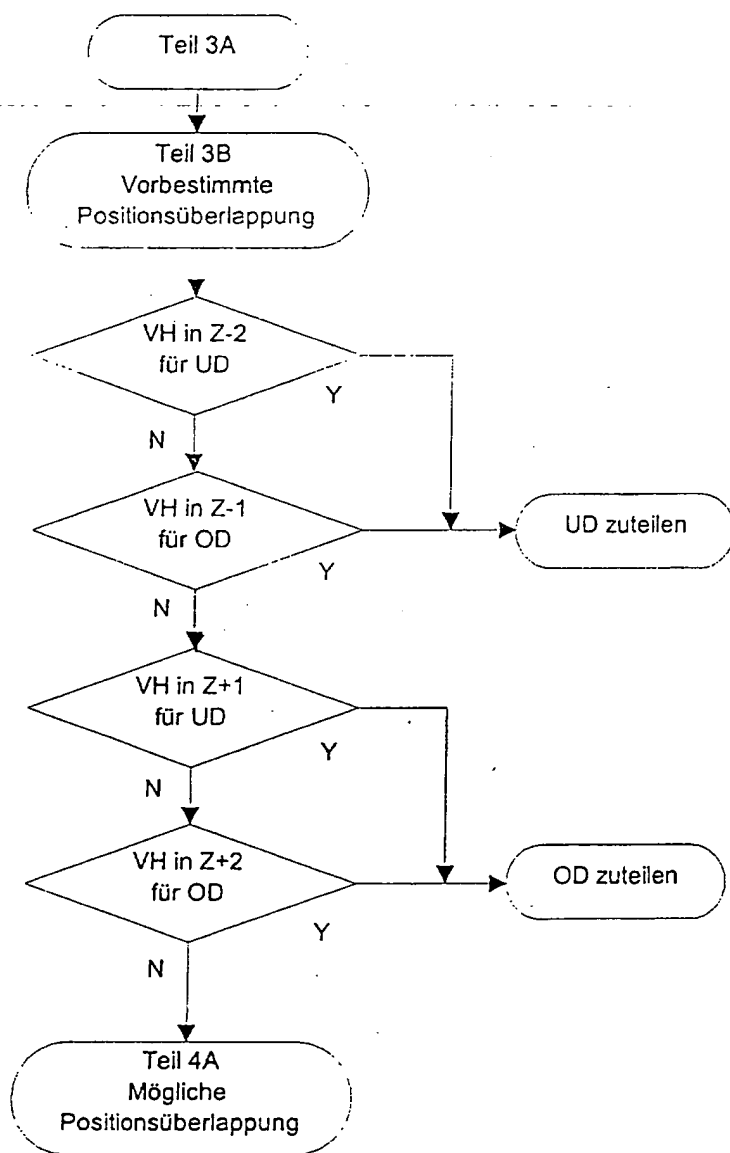 Teil 3A
Teil 3B
Vorbestimmte
Positionsüberlappung
VH in Z-2
für UD
Y
N
VH in Z-1
für OD
UD zuteilen
Y
N
VH in Z+1
für UD
Y
N
VH in Z+2
für OD
OD zuteilen
Y
N
Teil 4A
Mögliche
Positionsüberlappung